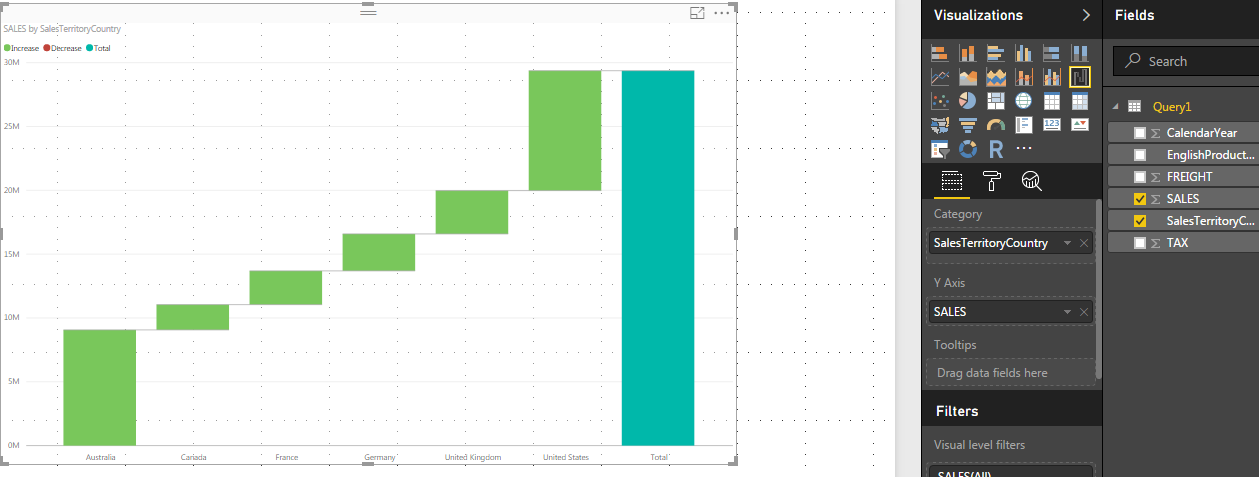 SALES by SalesTerritoryCountry
Increase Decrease Total
30M
25M
20M
15M
10M
5M
0M
Australia Canada France Germany United Kingdom United States Total
Visualizations
123
R
Category
SalesTerritoryCountry
Y Axis
SALES
Tooltips
Drag data fields here
Filters
Visual level filters
SALES(All)
Fields
Search
Query1
CalendarYear
EnglishProduct...
FREIGHT
SALES
SalesTerritoryC...
TAX